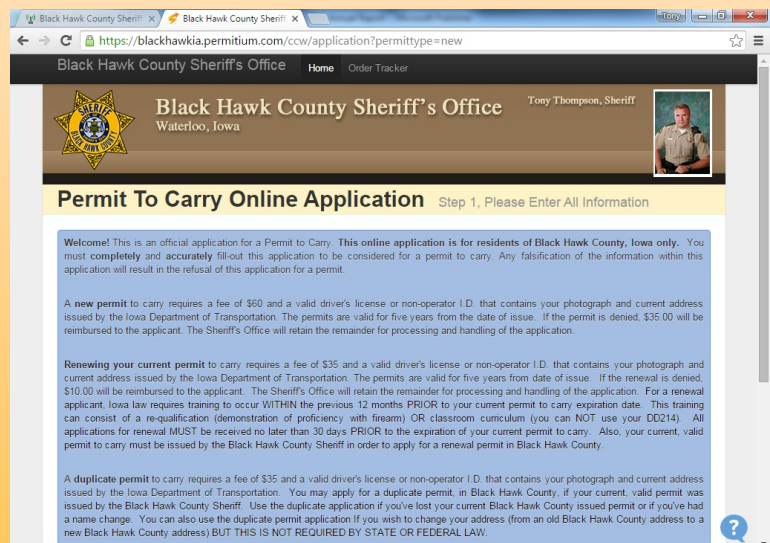 Black Hawk County Sheriff
Black Hawk County Sheriff
Tony
https://blackhawkia.permitium.com/ccw/application?permittype=new
Black Hawk County Sheriff's Office Home Order Tracker
SHERIFF
BLACK HAWK COUNTY
Black Hawk County Sheriff's Office
Waterloo, Iowa
Tony Thompson, Sheriff
Permit To Carry Online Application Step 1, Please Enter All Information
Welcome! This is an official application for a Permit to Carry. This online application is for residents of Black Hawk County, Iowa only. You
must completely and accurately fill-out this application to be considered for a permit to carry. Any falsification of the information within this
application will result in the refusal of this application for a permit.
A new permit to carry requires a fee of $60 and a valid driver's license or non-operator I.D. that contains your photograph and current address
issued by the Iowa Department of Transportation. The permits are valid for five years from the date of issue. If the permit is denied, $35.00 will be
reimbursed to the applicant. The Sheriff's Office will retain the remainder for processing and handling of the application.
Renewing your current permit to carry requires a fee of $35 and a valid driver's license or non-operator I.D. that contains your photograph and
current address issued by the Iowa Department of Transportation. The permits are valid for five years from date of issue. If the renewal is denied,
$10.00 will be reimbursed to the applicant. The Sheriff's Office will retain the remainder for processing and handling of the application. For a renewal
applicant, Iowa law requires training to occur WITHIN the previous 12 months PRIOR to your current permit to carry expiration date. This training
can consist of a re-qualification (demonstration of proficiency with firearm) OR classroom curriculum (you can NOT use your DD214). All
applications for renewal MUST be received no later than 30 days PRIOR to the expiration of your current permit to carry. Also, your current, valid
permit to carry must be issued by the Black Hawk County Sheriff in order to apply for a renewal permit in Black Hawk County.
A duplicate permit to carry requires a fee of $35 and a valid driver's license or non-operator I.D. that contains your photograph and current address
issued by the Iowa Department of Transportation. You may apply for a duplicate permit, in Black Hawk County, if your current, valid permit was
issued by the Black Hawk County Sheriff. Use the duplicate application if you've lost your current Black Hawk County issued permit or if you've had
a name change. You can also use the duplicate permit application If you wish to change your address (from an old Black Hawk County address to a
new Black Hawk County address) BUT THIS IS NOT REQUIRED BY STATE OR FEDERAL LAW.
?